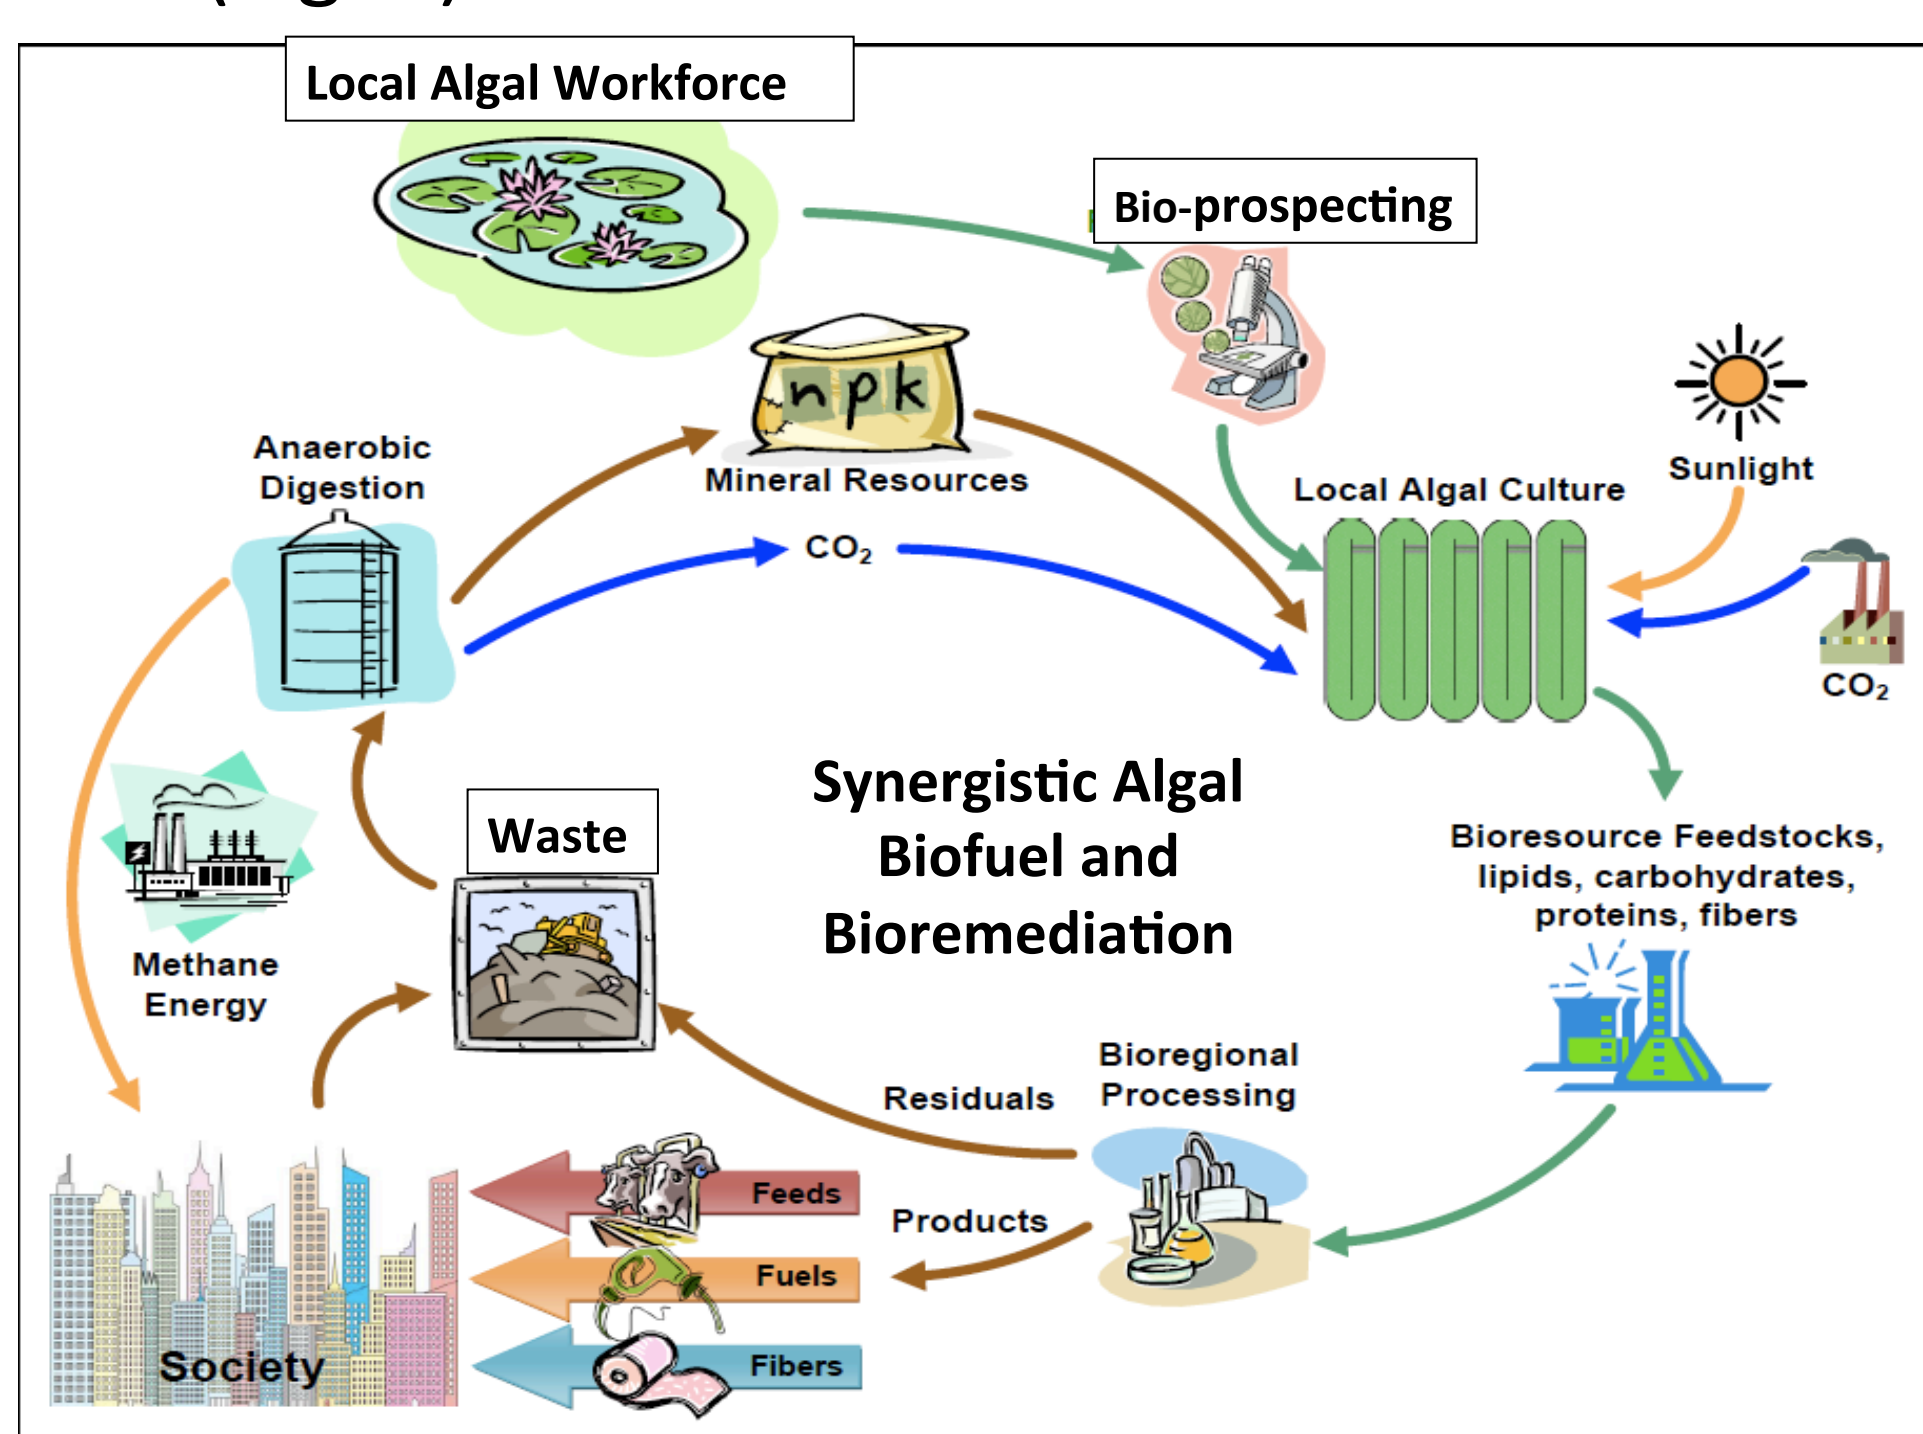 Local Algal Workforce
Bio-prospecting
n p k
Mineral Resources
Anaerobic
Digestion
CO₂
Local Algal Culture
Sunlight
CO₂
Synergistic Algal
Biofuel and
Bioremediation
Waste
Methane
Energy
Bioresource Feedstocks,
lipids, carbohydrates,
proteins, fibers
Bioregional
Processing
Residuals
Products
Feeds
Fuels
Fibers
Society